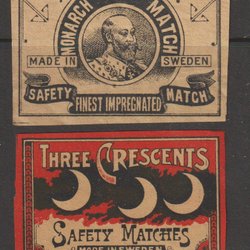 MONARCH MATCH
MADE IN SWEDEN
SAFETY MATCH
FINEST IMPREGNATED
THREE CRESCENTS
SAFETY MATCHES
MADE IN SWEDEN